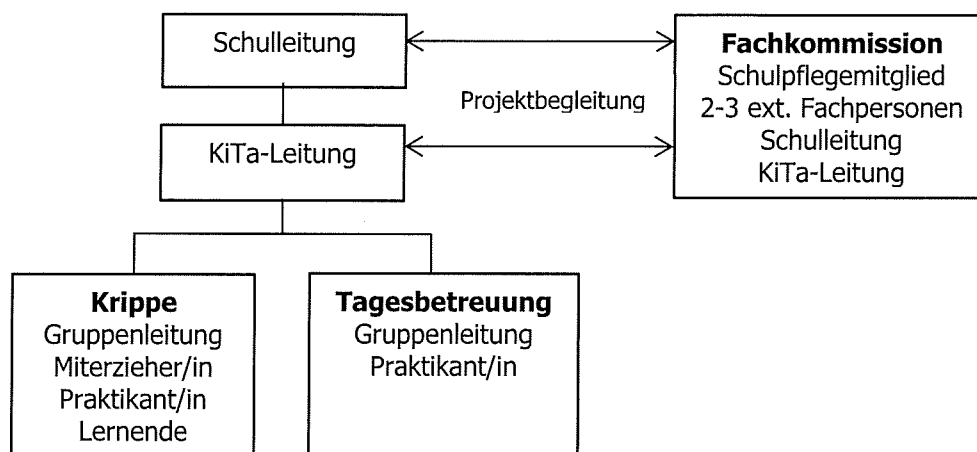 Schulleitung
Fachkommission
Schulpflegemitglied
2-3 ext. Fachpersonen
Schulleitung
KiTa-Leitung
Projektbegleitung
KiTa-Leitung
Krippe
Gruppenleitung
Miterzieher/in
Praktikant/in
Lernende
Tagesbetreuung
Gruppenleitung
Praktikant/in